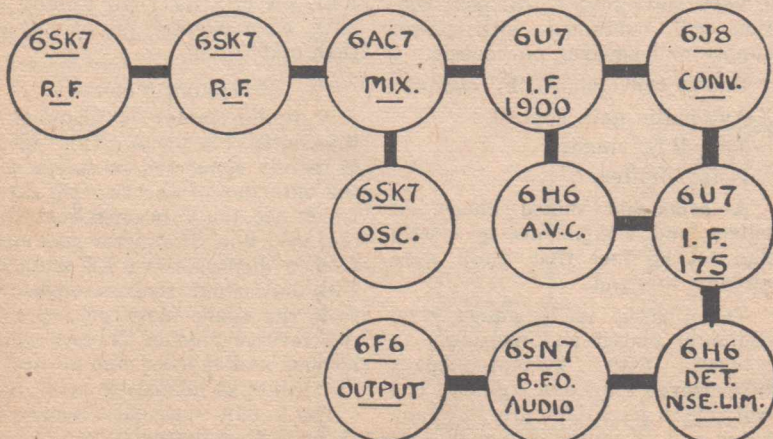 6SK7
R.F.
6SK7
R.F.
6AC7
MIX.
6U7
I.F.
1900
6J8
CONV.
6SK7
OSC.
6H6
A.V.C.
6U7
I.F.
175
6F6
OUTPUT
6SN7
B.F.O.
AUDIO
6H6
DET.
NSE.LIM.